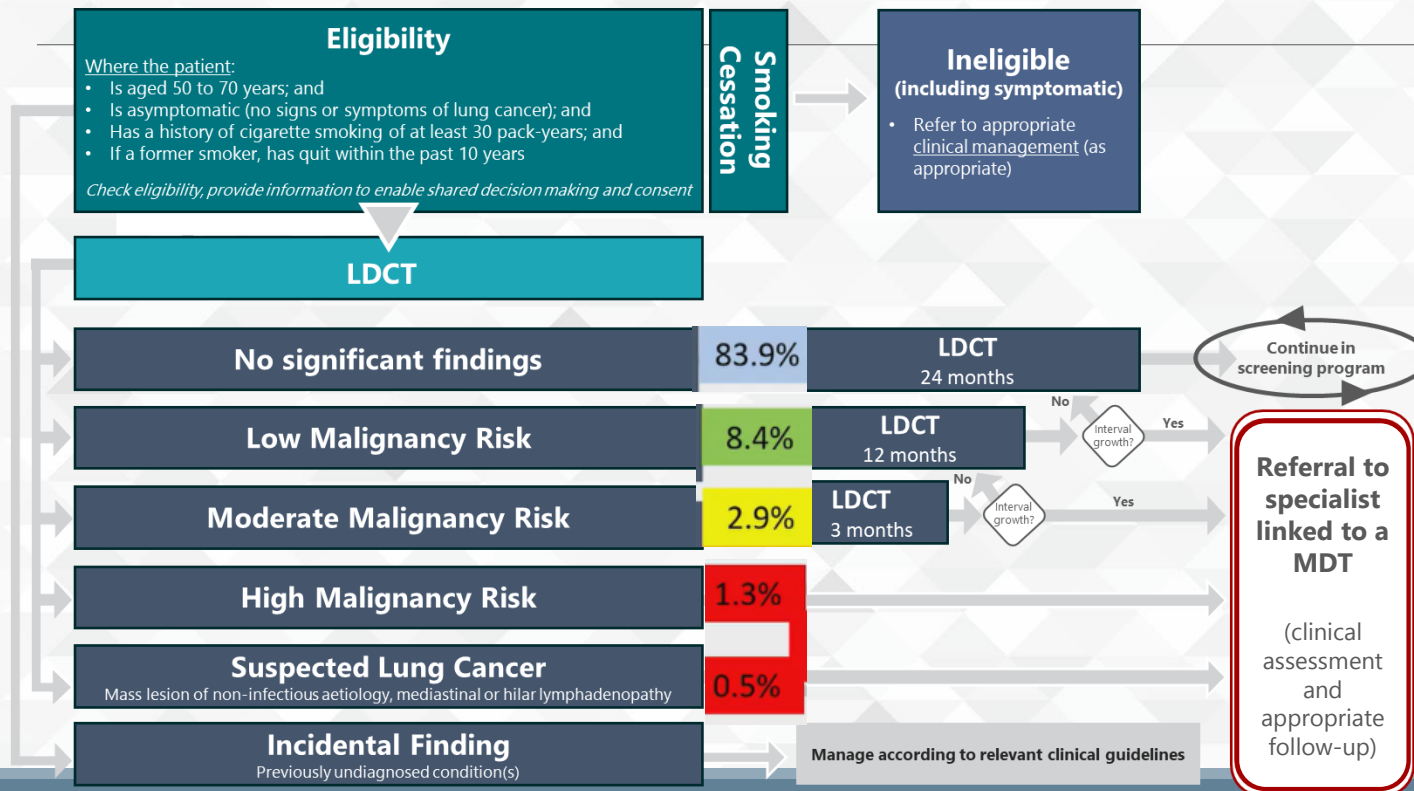 Eligibility
Where the patient:
• Is aged 50 to 70 years; and
• Is asymptomatic (no signs or symptoms of lung cancer); and
• Has a history of cigarette smoking of at least 30 pack-years; and
• If a former smoker, has quit within the past 10 years
Check eligibility, provide information to enable shared decision making and consent
Smoking
Cessation
Ineligible
(including symptomatic)
• Refer to appropriate
clinical management (as
appropriate)
LDCT
No significant findings
83.9%
LDCT
24 months
Continue in
screening program
Low Malignancy Risk
8.4%
LDCT
12 months
No
Interval
growth?
Yes
Moderate Malignancy Risk
2.9%
LDCT
3 months
No
Interval
growth?
Yes
High Malignancy Risk
1.3%
Suspected Lung Cancer
Mass lesion of non-infectious aetiology, mediastinal or hilar lymphadenopathy
0.5%
Referral to
specialist
linked to a
MDT
(clinical
assessment
and
appropriate
follow-up)
Incidental Finding
Previously undiagnosed condition(s)
Manage according to relevant clinical guidelines